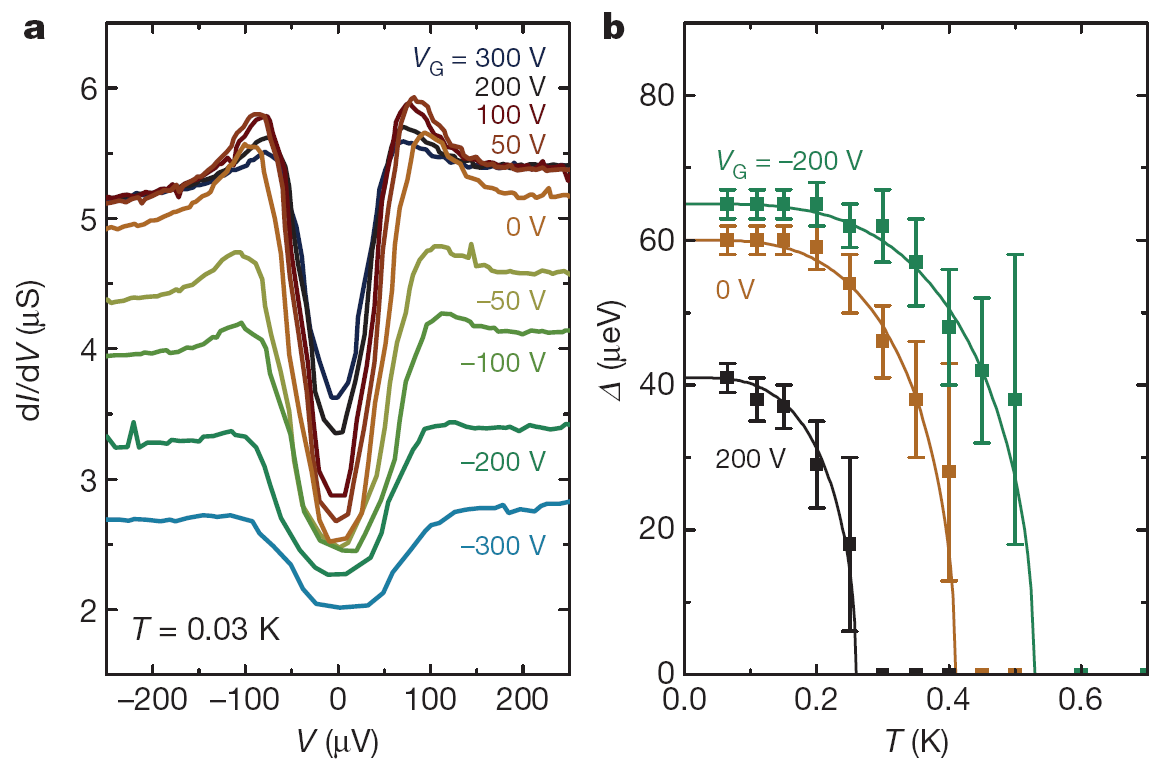 a
V_G = 300 V
200 V
100 V
50 V
0 V
–50 V
–100 V
–200 V
–300 V
T = 0.03 K
6
5
4
3
2
dI/dV (μS)
–200 –100 0 100 200
V (μV)
b
V_G = –200 V
0 V
200 V
80
60
40
20
0
Δ (μeV)
0.0 0.2 0.4 0.6
T (K)